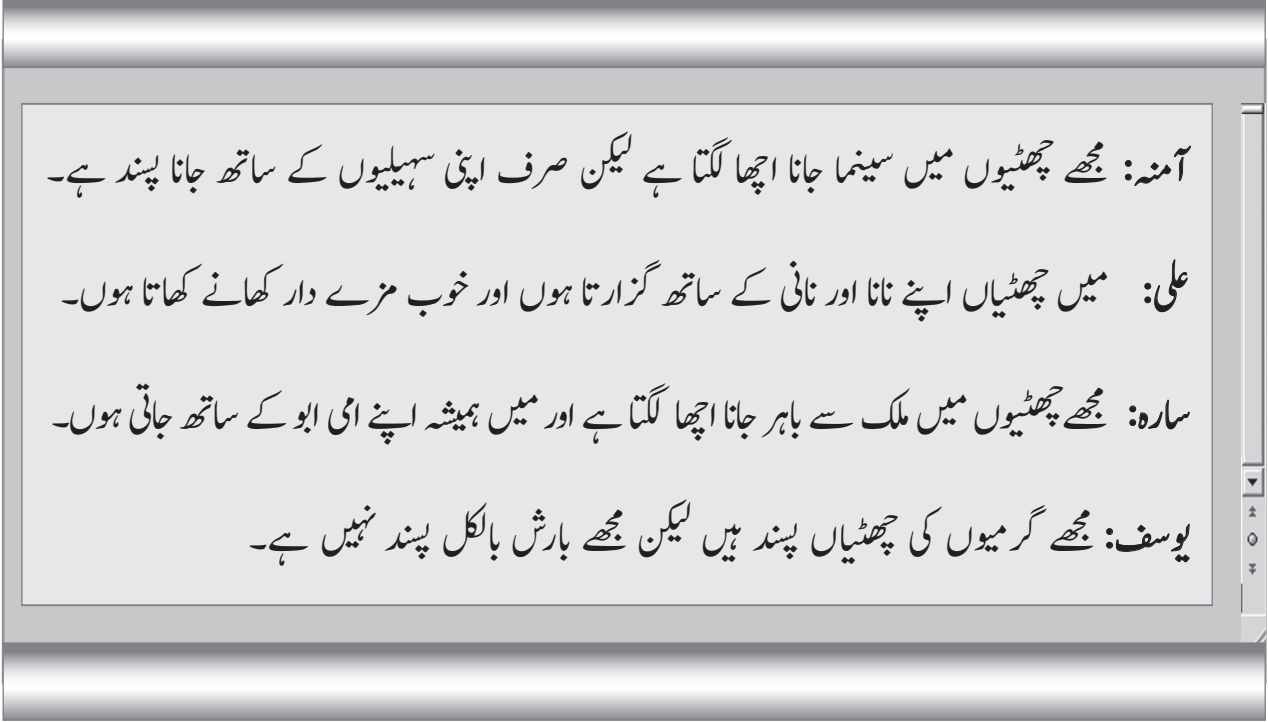 آمنہ: مجھے چھٹیوں میں سینما جانا اچھا لگتا ہے لیکن صرف اپنی سہیلیوں کے ساتھ جانا پسند ہے۔
علی: میں چھٹیاں اپنے نانا اور نانی کے ساتھ گزارتا ہوں اور خوب مزے دار کھانے کھاتا ہوں۔
سارہ: مجھے چھٹیوں میں ملک سے باہر جانا اچھا لگتا ہے اور میں ہمیشہ اپنے امی ابو کے ساتھ جاتی ہوں۔
یوسف: مجھے گرمیوں کی چھٹیاں پسند ہیں لیکن مجھے بارش بالکل پسند نہیں ہے۔